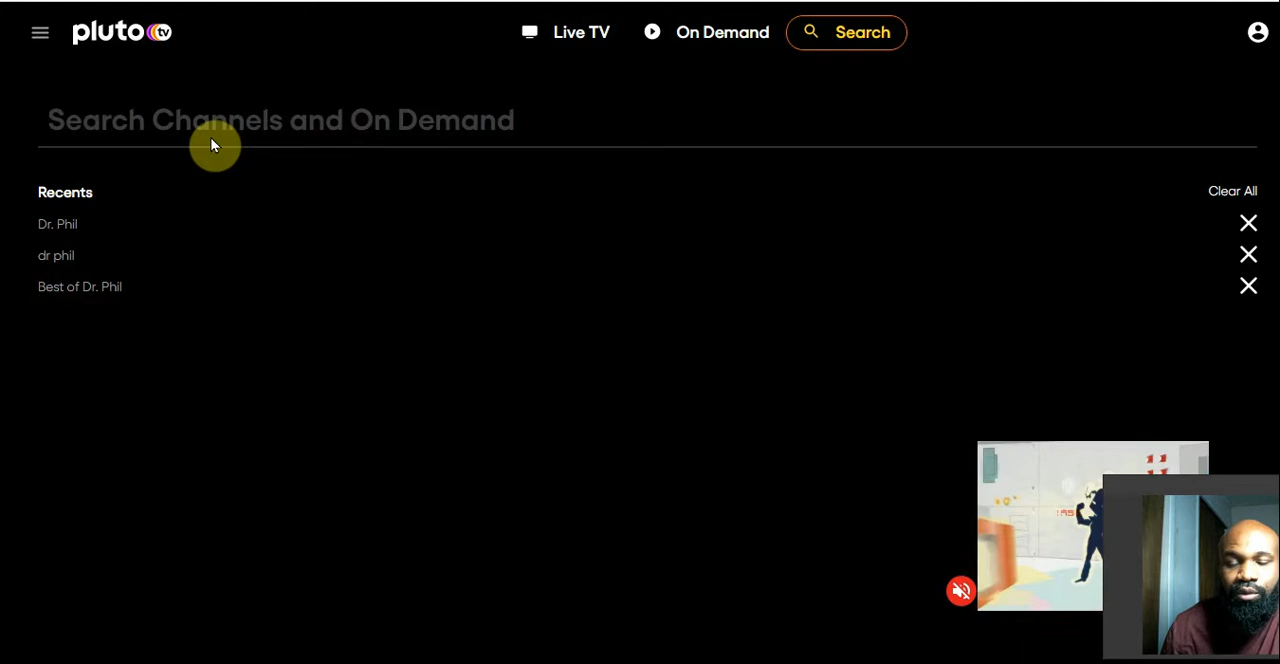 pluto tv
Live TV
On Demand
Search
Search Channels and On Demand
Recents
Clear All
Dr. Phil
dr phil
Best of Dr. Phil